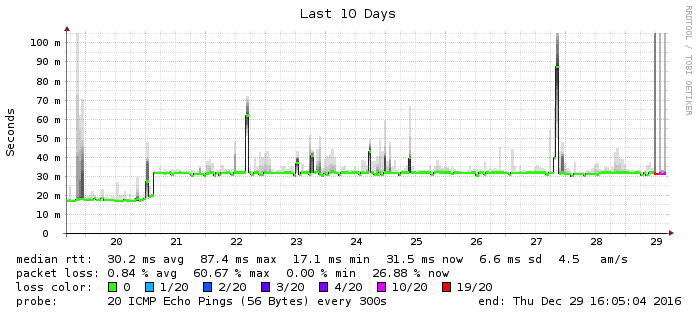 Last 10 Days
RRDTOOL / TOBI OETIKER
Seconds
100 m
90 m
80 m
70 m
60 m
50 m
40 m
30 m
20 m
10 m
0
20 21 22 23 24 25 26 27 28 29
median rtt: 30.2 ms avg 87.4 ms max 17.1 ms min 31.5 ms now 6.6 ms sd 4.5 am/s
packet loss: 0.84 % avg 60.67 % max 0.00 % min 26.88 % now
loss color: 0 1/20 2/20 3/20 4/20 10/20 19/20
probe: 20 ICMP Echo Pings (56 Bytes) every 300s end: Thu Dec 29 16:05:04 2016